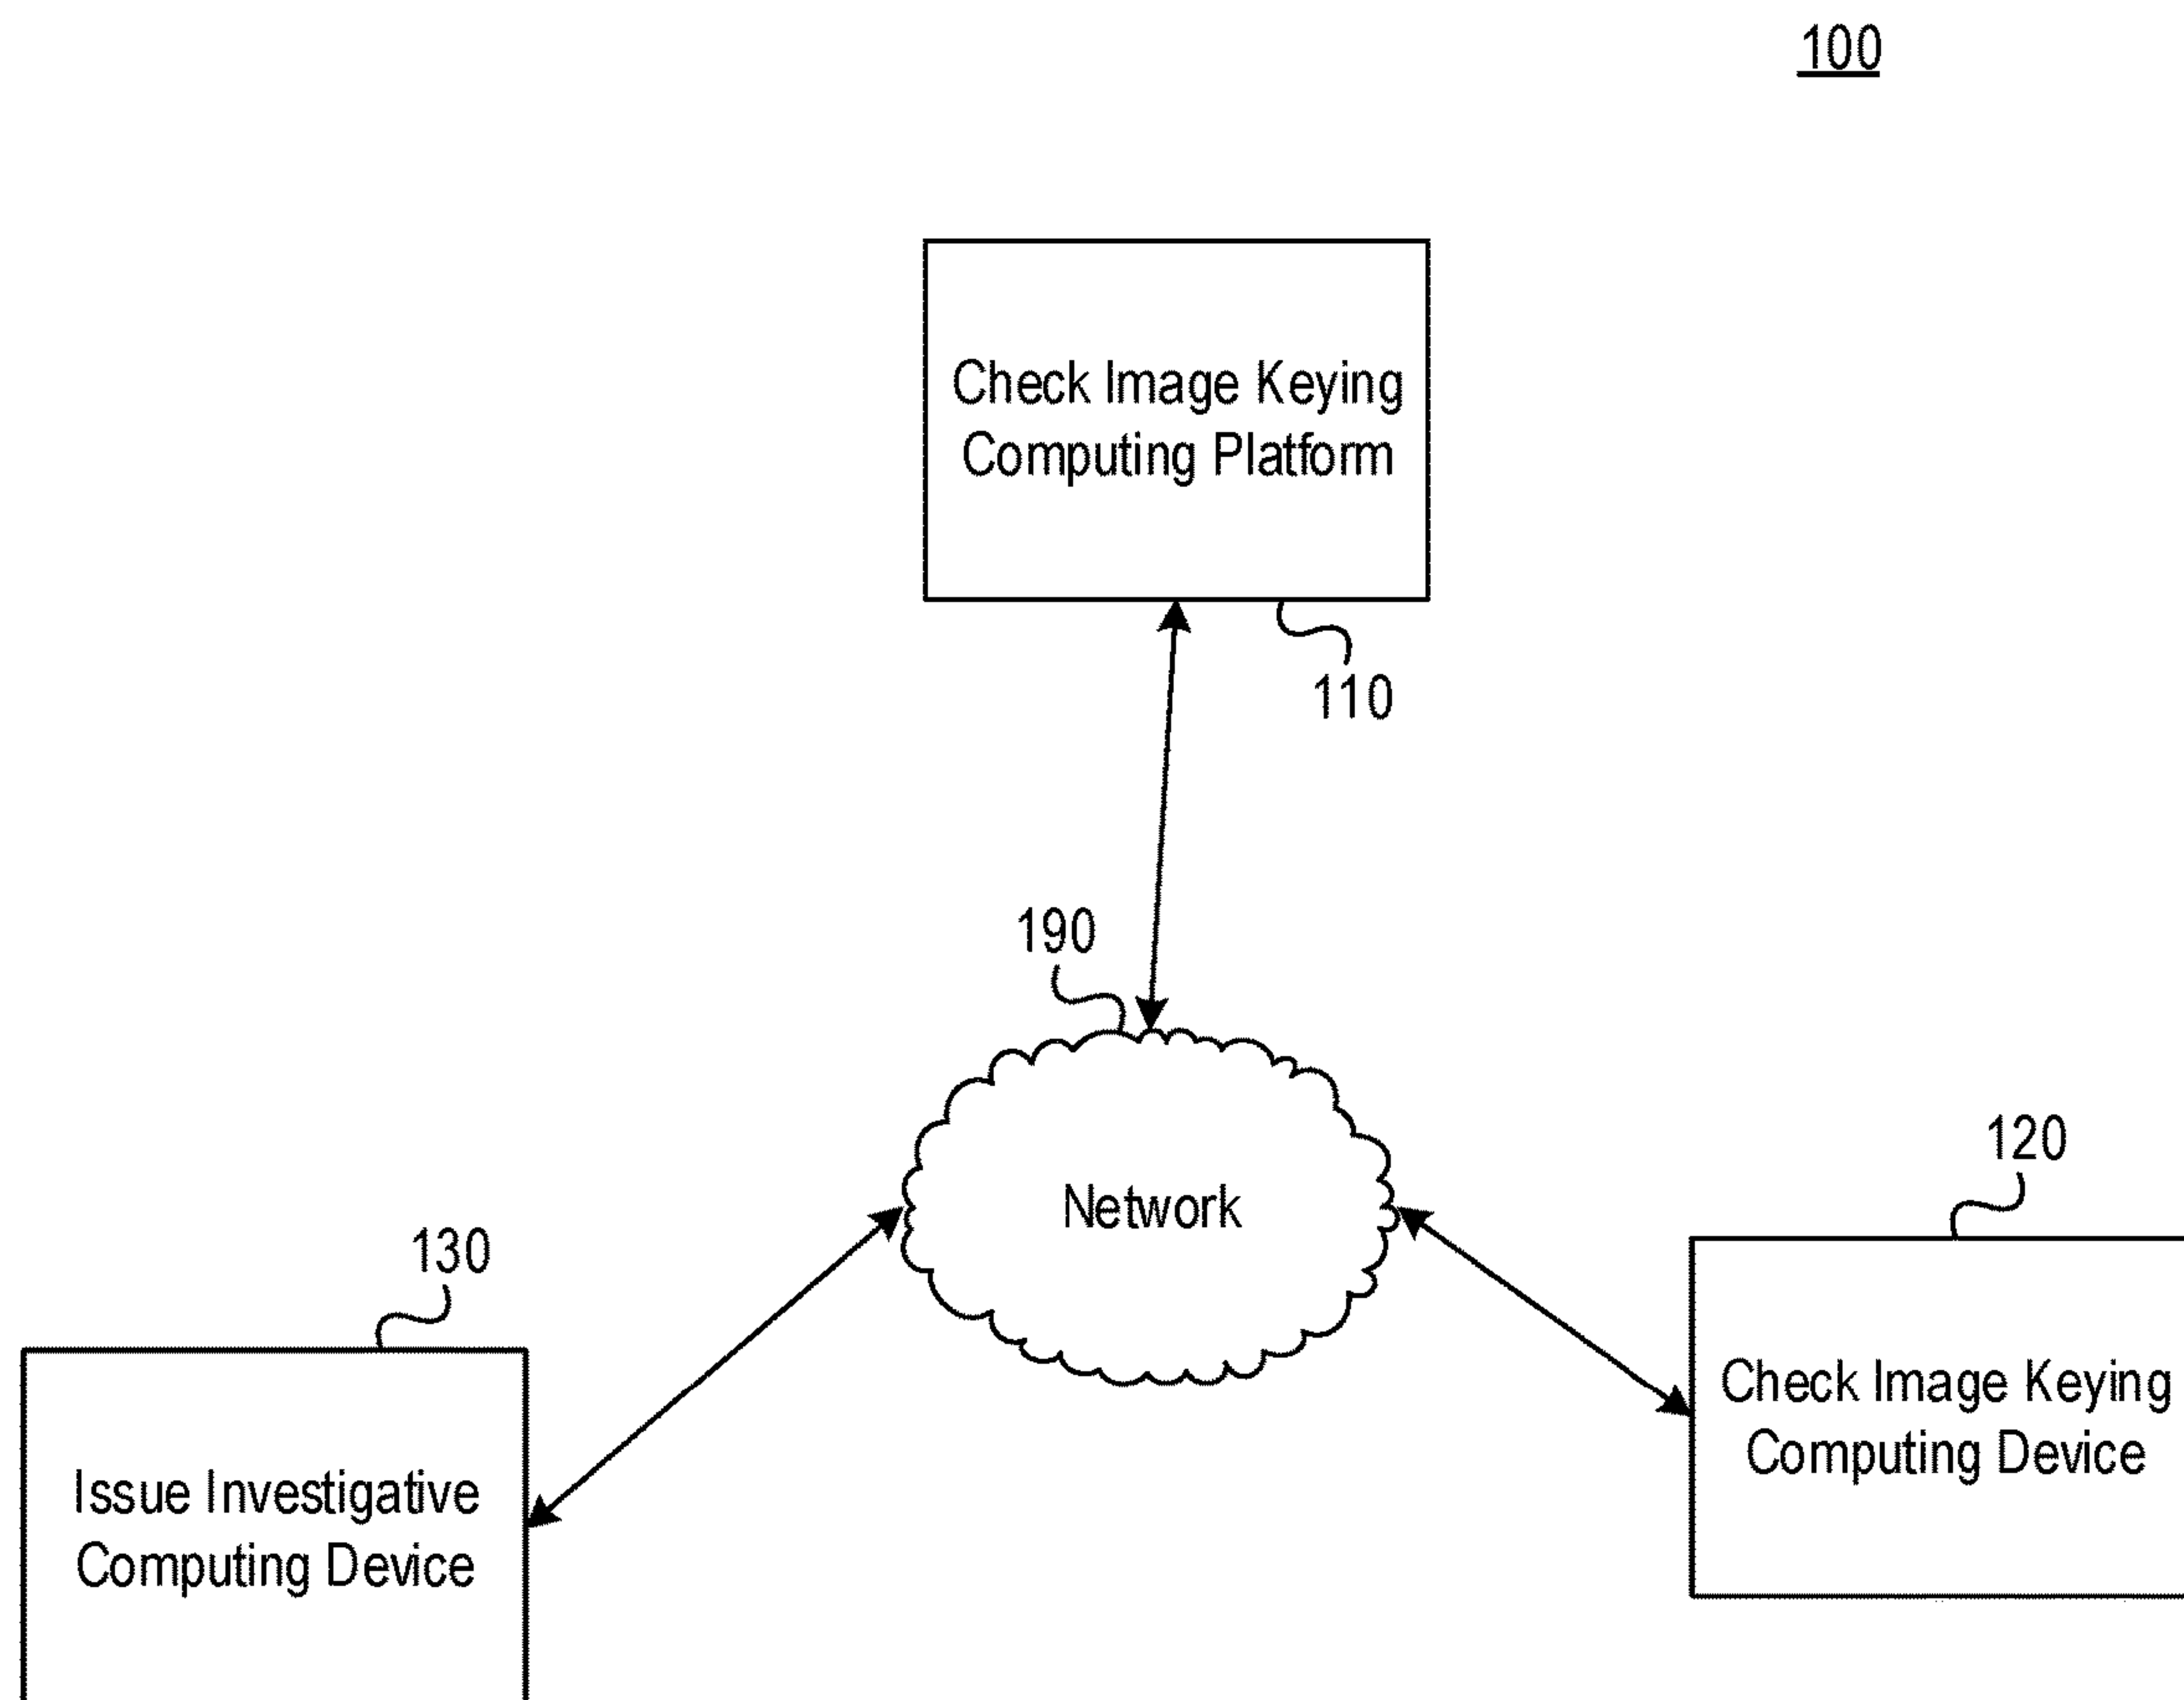 100
Check Image Keying
Computing Platform
110
190
Network
120
130
Check Image Keying
Computing Device
Issue Investigative
Computing Device